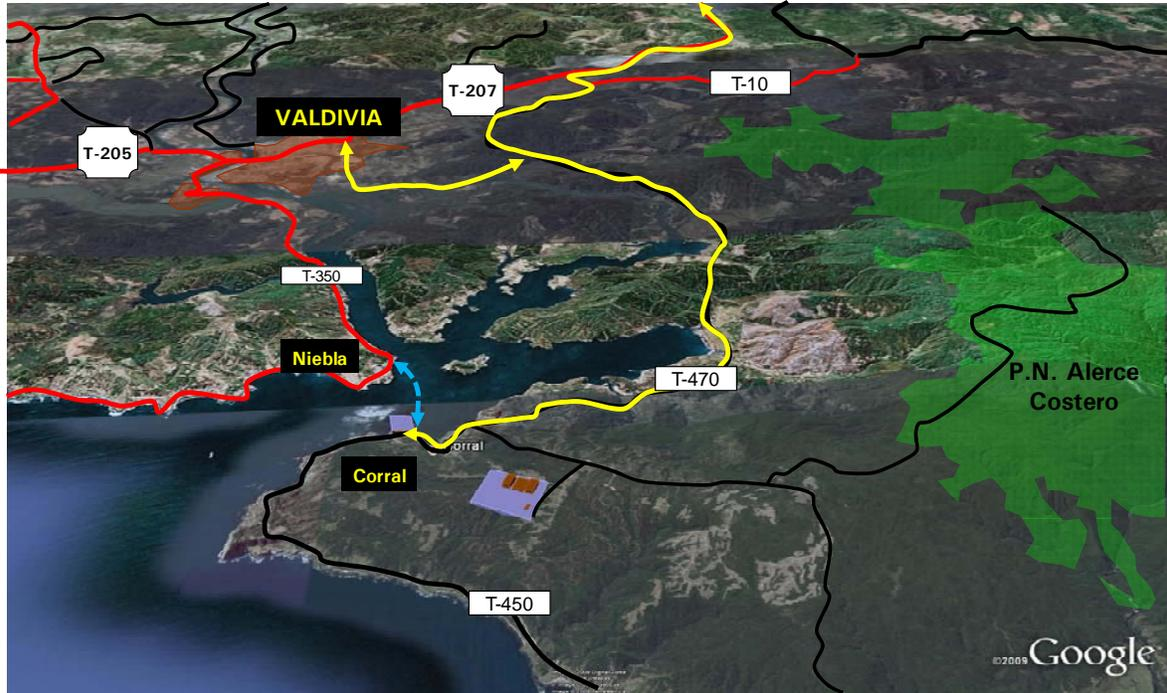 T-207
T-10
VALDIVIA
T-205
T-350
Niebla
T-470
P.N. Alerce
Costero
Corral
T-450
©2009 Google